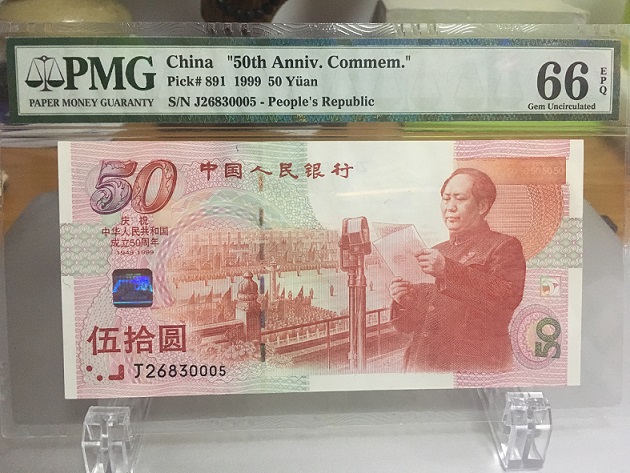 PMG
PAPER MONEY GUARANTY
China "50th Anniv. Commem."
Pick# 891 1999 50 Yüan
S/N J26830005 - People's Republic
66
EPQ
Gem Uncirculated
50
中国人民银行
庆祝
中华人民共和国
成立50周年
1949-1999
伍拾圆
J26830005
50